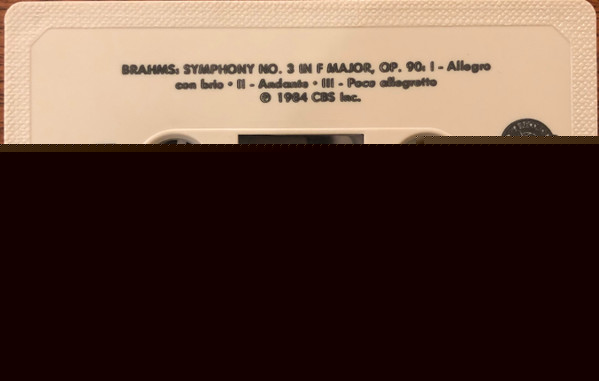 BRAHMS: SYMPHONY NO. 3 IN F MAJOR, OP. 90: I - Allegro
con brio • II - Andante • III - Poco allegretto
℗ 1984 CBS Inc.